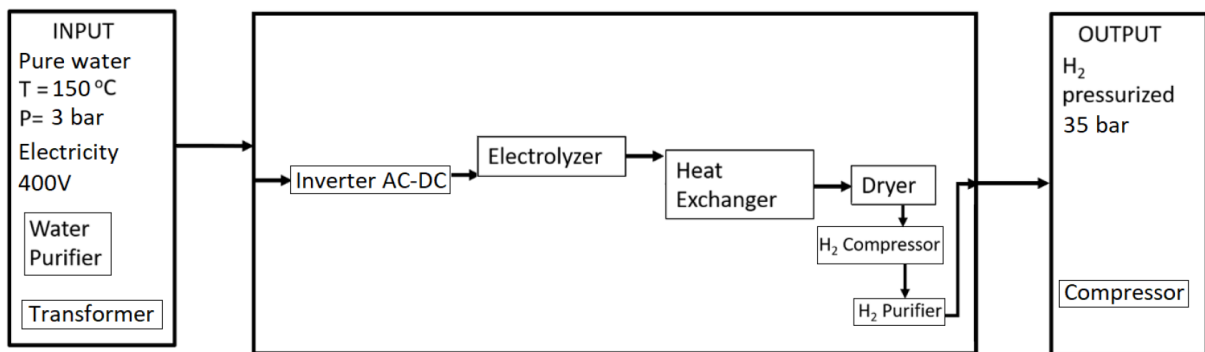 INPUT
Pure water
T = 150 °C
P= 3 bar
Electricity
400V
Water
Purifier
Transformer
Inverter AC-DC
Electrolyzer
Heat
Exchanger
Dryer
H₂ Compressor
H₂ Purifier
OUTPUT
H₂
pressurized
35 bar
Compressor